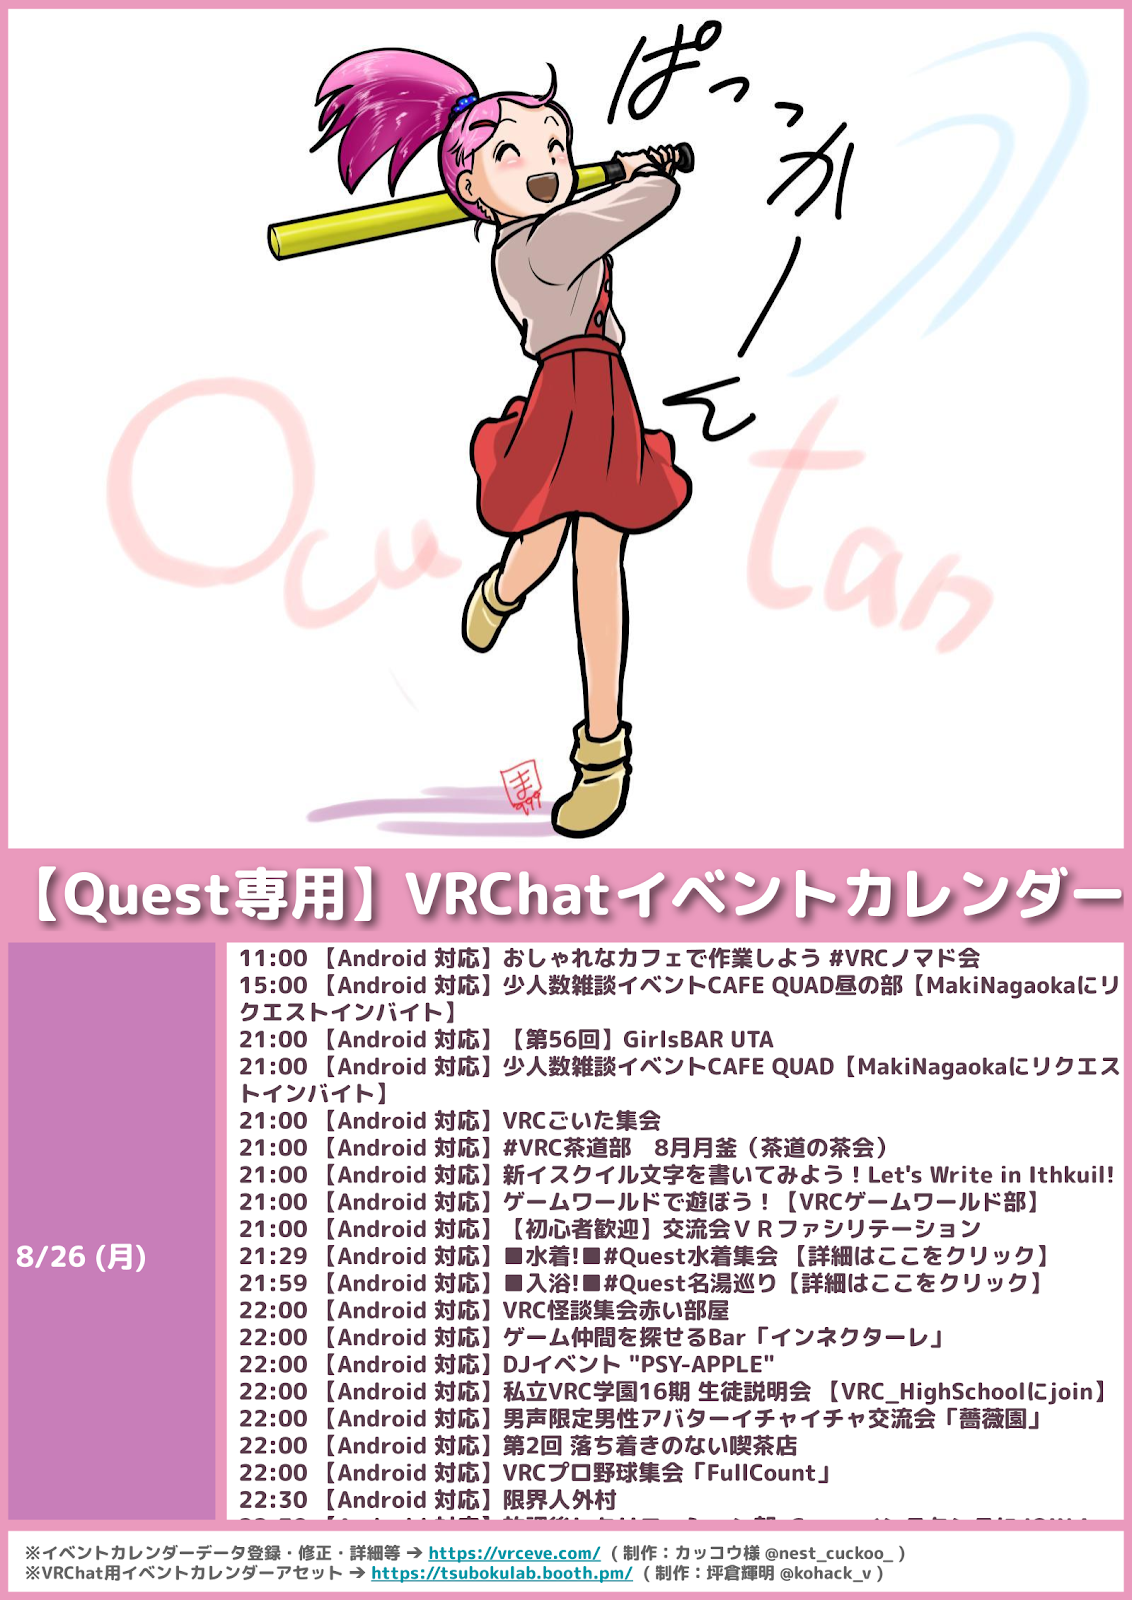 ぱっっかーん
Ocu tan
ま
999
【Quest専用】VRChatイベントカレンダー
8/26 (月)
11:00 【Android 対応】おしゃれなカフェで作業しよう #VRCノマド会
15:00 【Android 対応】少人数雑談イベントCAFE QUAD昼の部【MakiNagaokaにリ
クエストインバイト】
21:00 【Android 対応】【第56回】GirlsBAR UTA
21:00 【Android 対応】少人数雑談イベントCAFE QUAD【MakiNagaokaにリクエス
トインバイト】
21:00 【Android 対応】VRCごいた集会
21:00 【Android 対応】#VRC茶道部　8月月釜（茶道の茶会）
21:00 【Android 対応】新イスクイル文字を書いてみよう！Let's Write in Ithkuil!
21:00 【Android 対応】ゲームワールドで遊ぼう！【VRCゲームワールド部】
21:00 【Android 対応】【初心者歓迎】交流会ＶＲファシリテーション
21:29 【Android 対応】■水着!■#Quest水着集会 【詳細はここをクリック】
21:59 【Android 対応】■入浴!■#Quest名湯巡り【詳細はここをクリック】
22:00 【Android 対応】VRC怪談集会赤い部屋
22:00 【Android 対応】ゲーム仲間を探せるBar「インネクターレ」
22:00 【Android 対応】DJイベント "PSY-APPLE"
22:00 【Android 対応】私立VRC学園16期 生徒説明会 【VRC_HighSchoolにjoin】
22:00 【Android 対応】男声限定男性アバターイチャイチャ交流会「薔薇園」
22:00 【Android 対応】第2回 落ち着きのない喫茶店
22:00 【Android 対応】VRCプロ野球集会「FullCount」
22:30 【Android 対応】限界人外村
※イベントカレンダーデータ登録・修正・詳細等 → https://vrceve.com/ （制作：カッコウ様 @nest_cuckoo_ )
※VRChat用イベントカレンダーアセット → https://tsubokulab.booth.pm/ （制作：坪倉輝明 @kohack_v )